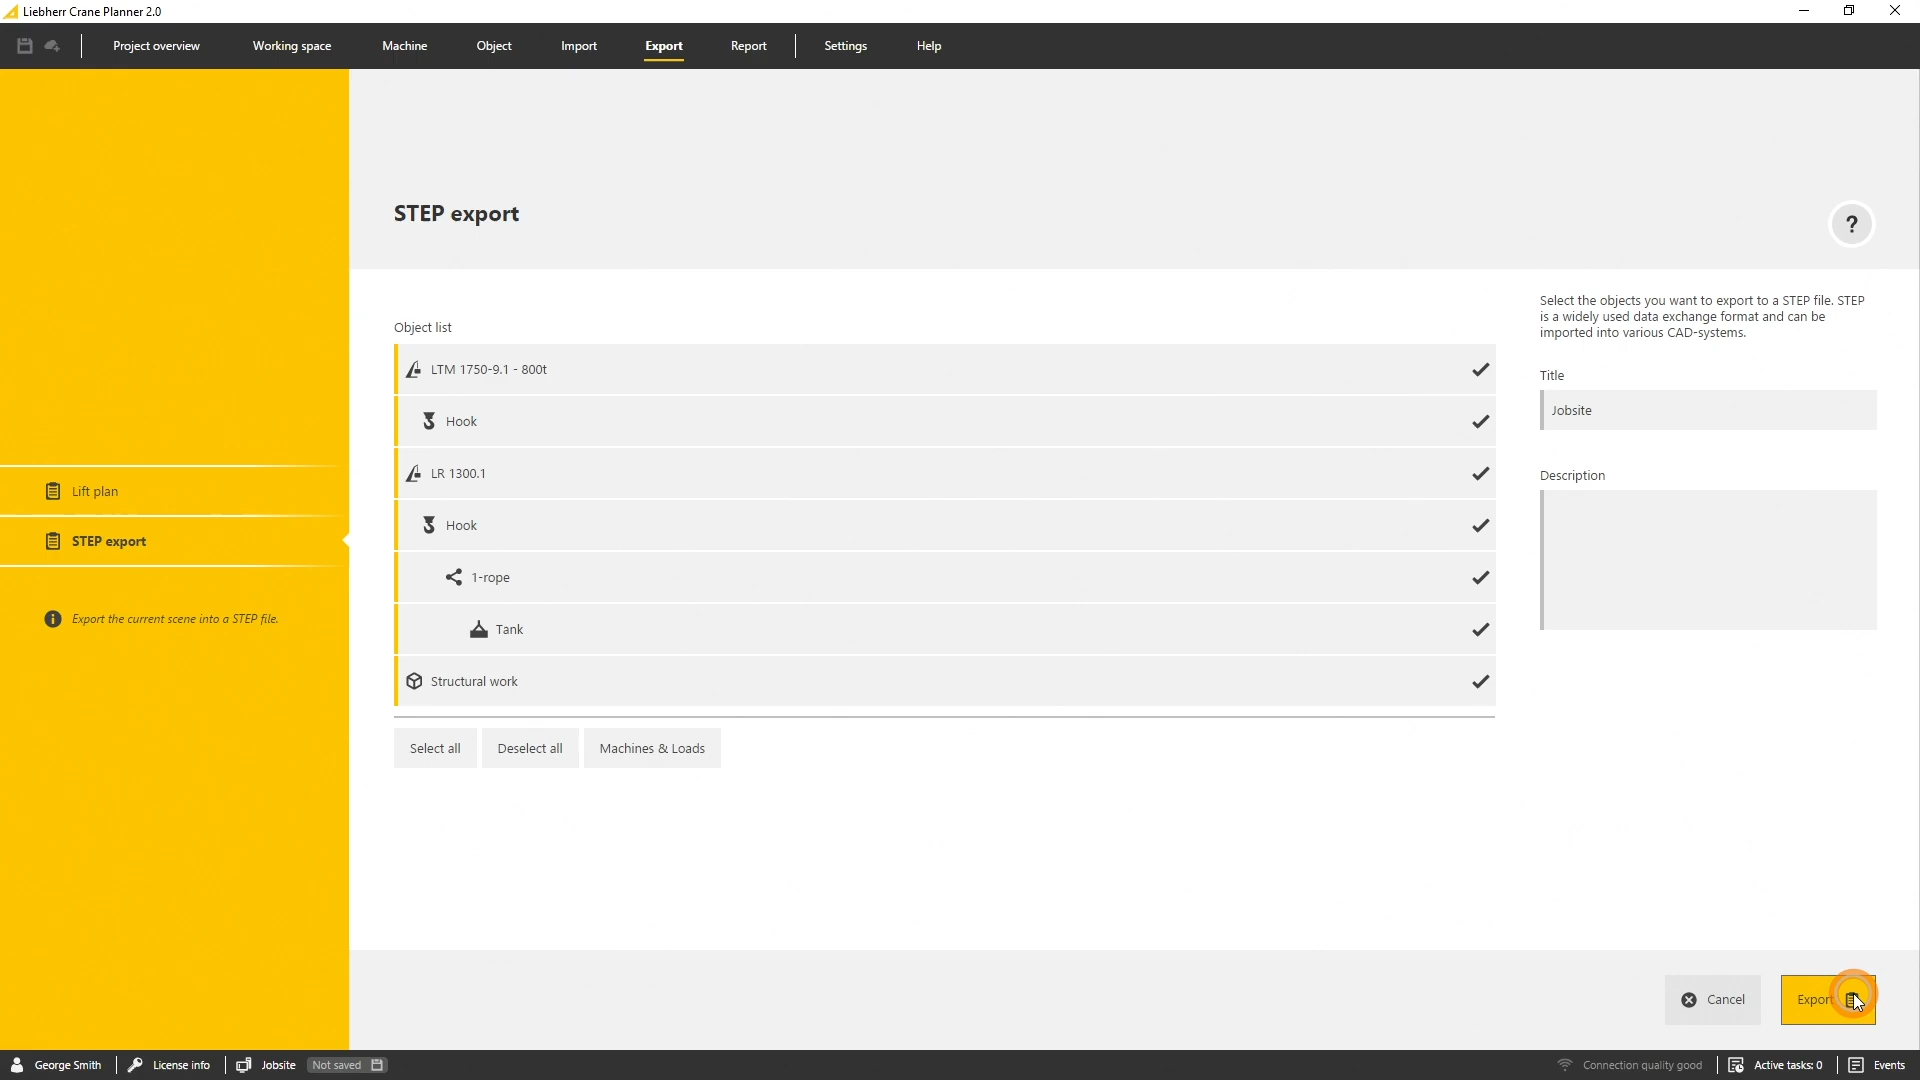 Liebherr Crane Planner 2.0
Project overview
Working space
Machine
Object
Import
Export
Report
Settings
Help
STEP export
?
Object list
LTM 1750-9.1 - 800t
Hook
LR 1300.1
Hook
1-rope
Tank
Structural work
Select all
Deselect all
Machines & Loads
Select the objects you want to export to a STEP file. STEP
is a widely used data exchange format and can be
imported into various CAD-systems.
Title
Jobsite
Description
Lift plan
STEP export
Export the current scene into a STEP file.
Cancel
Export
George Smith
License info
Jobsite
Not saved
Connection quality good
Active tasks: 0
Events